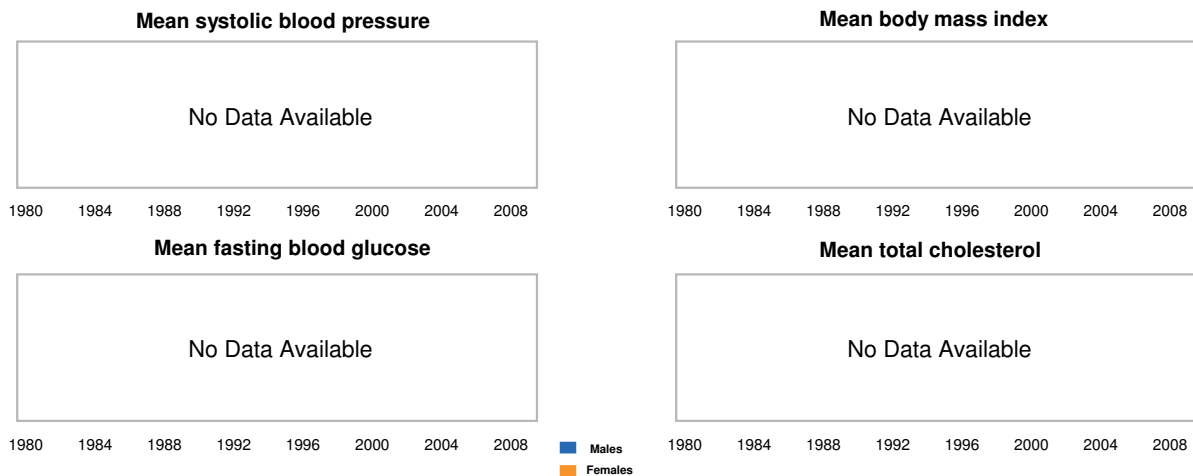 Mean systolic blood pressure
No Data Available
1980 1984 1988 1992 1996 2000 2004 2008
Mean body mass index
No Data Available
1980 1984 1988 1992 1996 2000 2004 2008
Mean fasting blood glucose
No Data Available
1980 1984 1988 1992 1996 2000 2004 2008
Mean total cholesterol
No Data Available
1980 1984 1988 1992 1996 2000 2004 2008
Males
Females